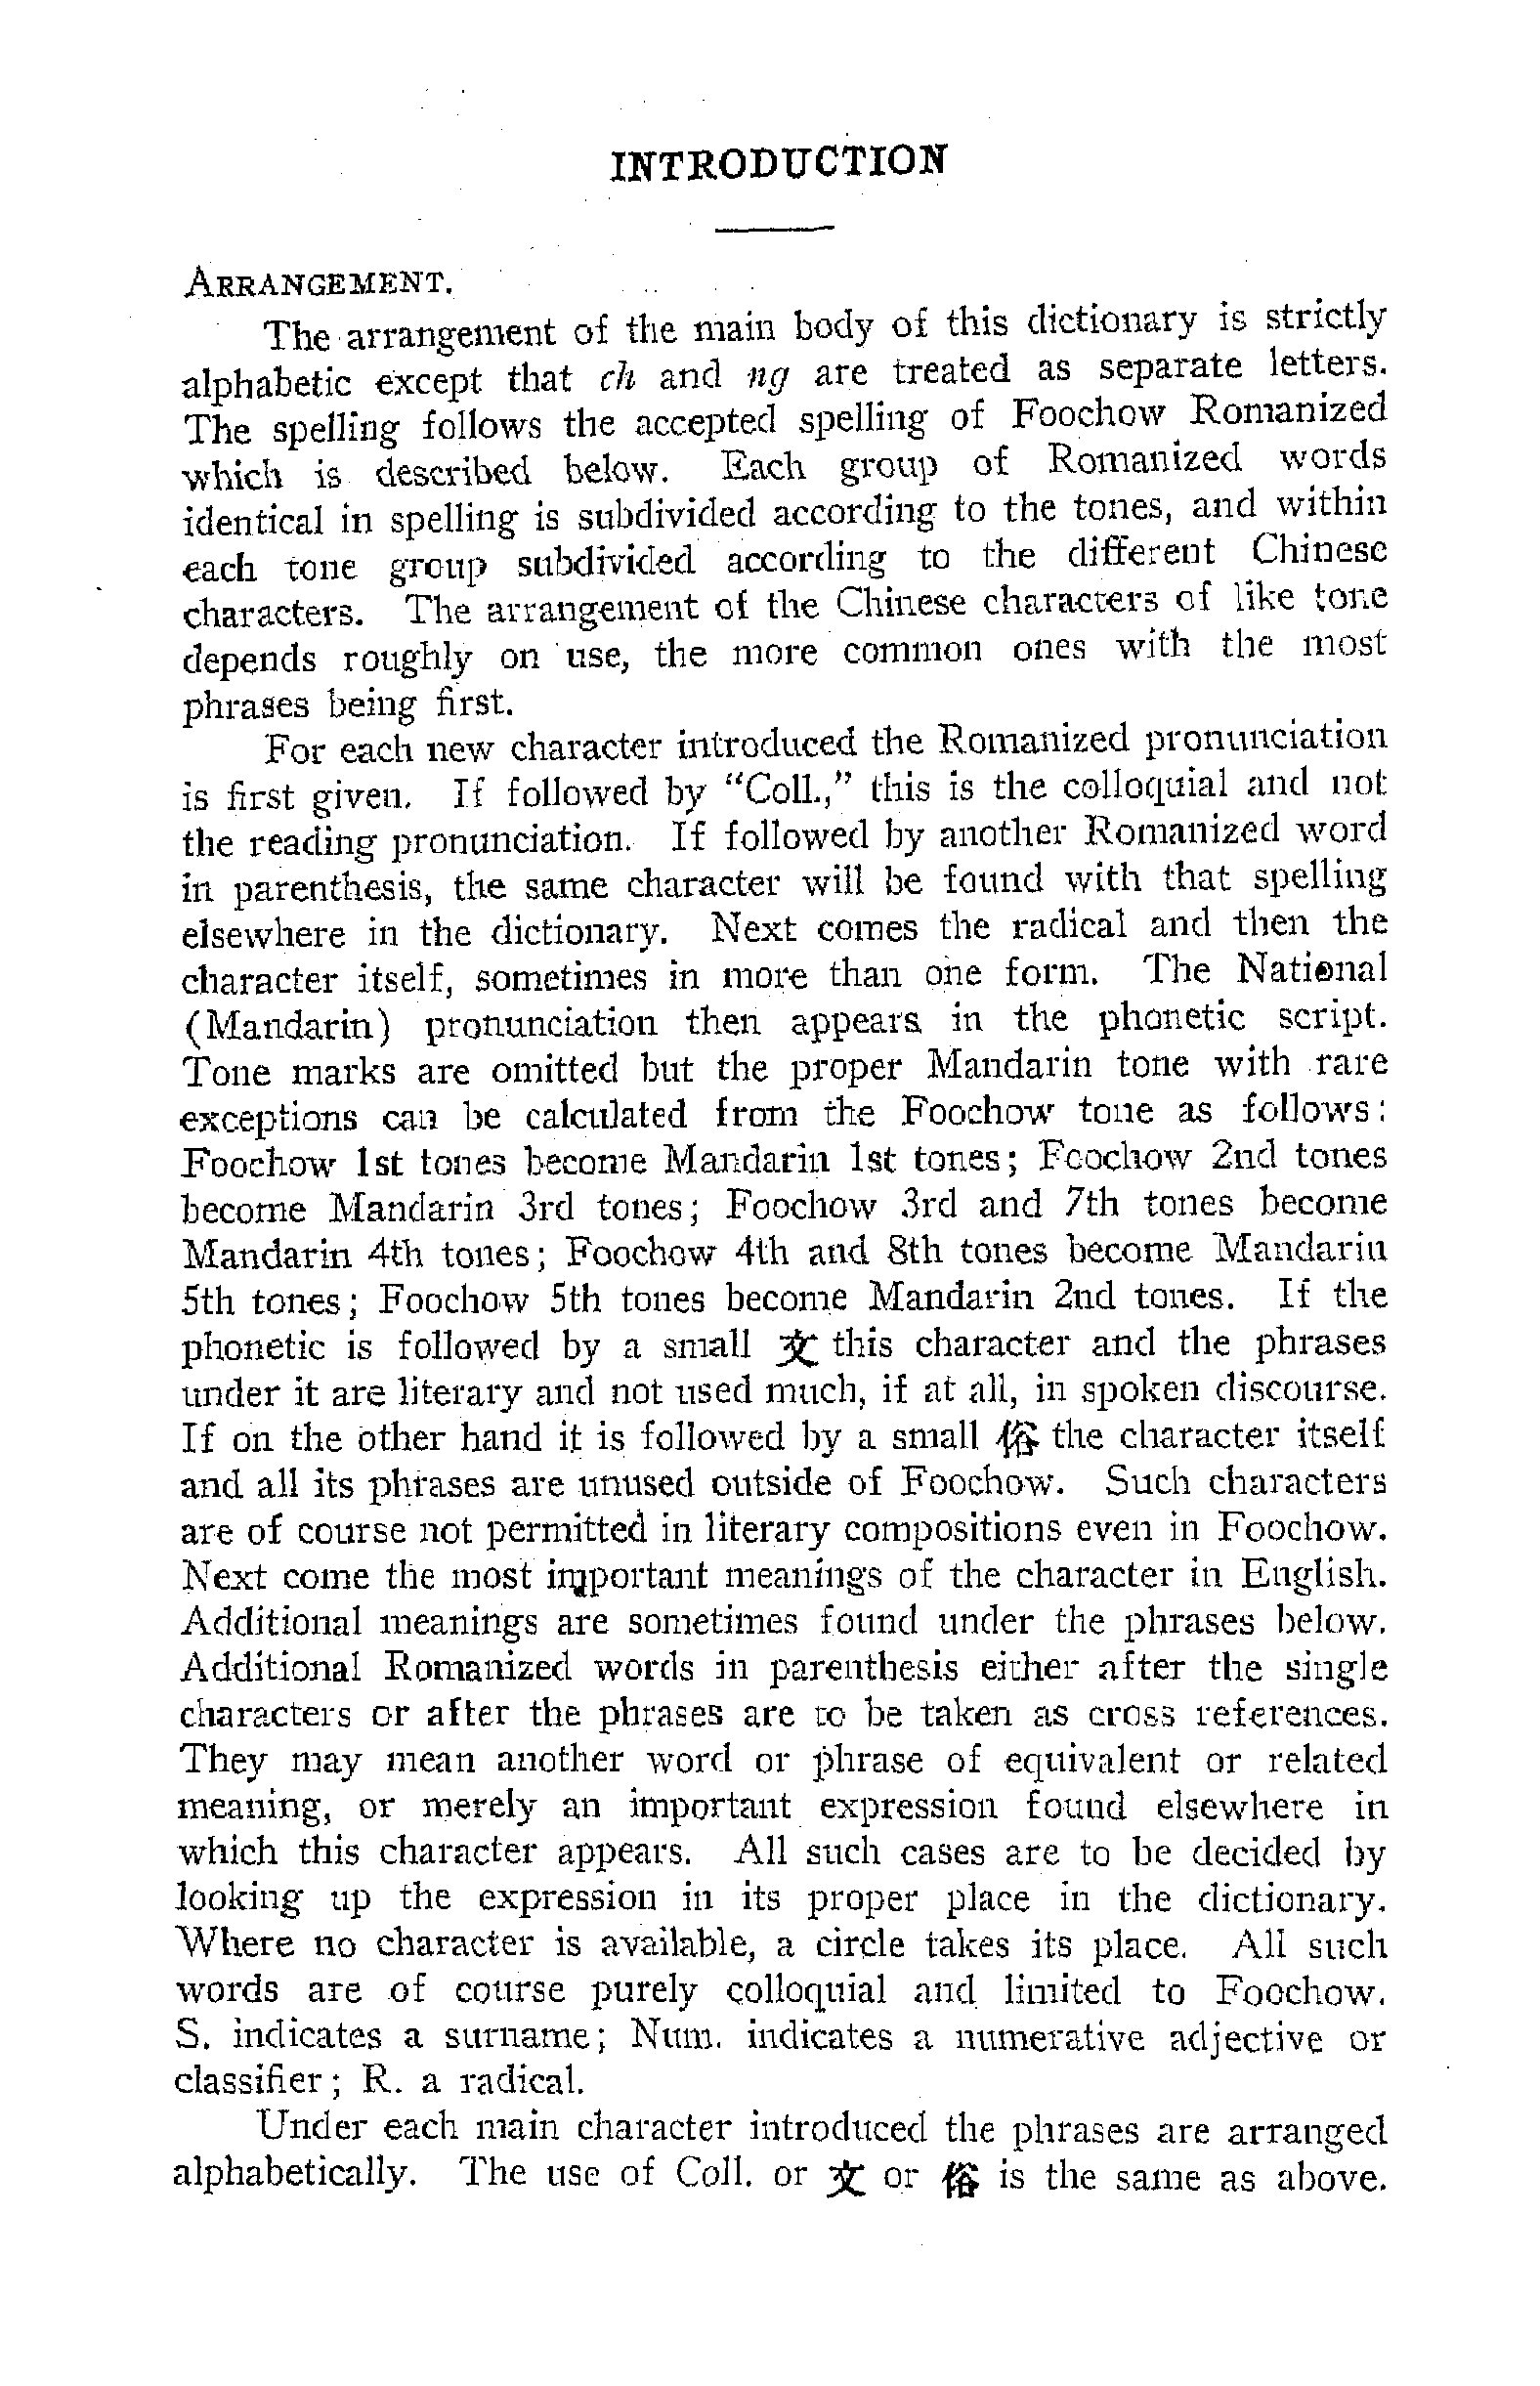 INTRODUCTION
ARRANGEMENT.
The arrangement of the main body of this dictionary is strictly
alphabetic except that ch and ng are treated as separate letters.
The spelling follows the accepted spelling of Foochow Romanized
which is described below. Each group of Romanized words
identical in spelling is subdivided according to the tones, and within
each tone group subdivided according to the different Chinese
characters. The arrangement of the Chinese characters of like tone
depends roughly on use, the more common ones with the most
phrases being first.
For each new character introduced the Romanized pronunciation
is first given. If followed by "Coll.," this is the colloquial and not
the reading pronunciation. If followed by another Romanized word
in parenthesis, the same character will be found with that spelling
elsewhere in the dictionary. Next comes the radical and then the
character itself, sometimes in more than one form. The National
(Mandarin) pronunciation then appears in the phonetic script.
Tone marks are omitted but the proper Mandarin tone with rare
exceptions can be calculated from the Foochow tone as follows:
Foochow 1st tones become Mandarin 1st tones; Foochow 2nd tones
become Mandarin 3rd tones; Foochow 3rd and 7th tones become
Mandarin 4th tones; Foochow 4th and 8th tones become Mandarin
5th tones; Foochow 5th tones become Mandarin 2nd tones. If the
phonetic is followed by a small 文 this character and the phrases
under it are literary and not used much, if at all, in spoken discourse.
If on the other hand it is followed by a small 俗 the character itself
and all its phrases are unused outside of Foochow. Such characters
are of course not permitted in literary compositions even in Foochow.
Next come the most important meanings of the character in English.
Additional meanings are sometimes found under the phrases below.
Additional Romanized words in parenthesis either after the single
characters or after the phrases are to be taken as cross references.
They may mean another word or phrase of equivalent or related
meaning, or merely an important expression found elsewhere in
which this character appears. All such cases are to be decided by
looking up the expression in its proper place in the dictionary.
Where no character is available, a circle takes its place. All such
words are of course purely colloquial and limited to Foochow.
S. indicates a surname; Num. indicates a numerative adjective or
classifier; R. a radical.
Under each main character introduced the phrases are arranged
alphabetically. The use of Coll. or 文 or 俗 is the same as above.